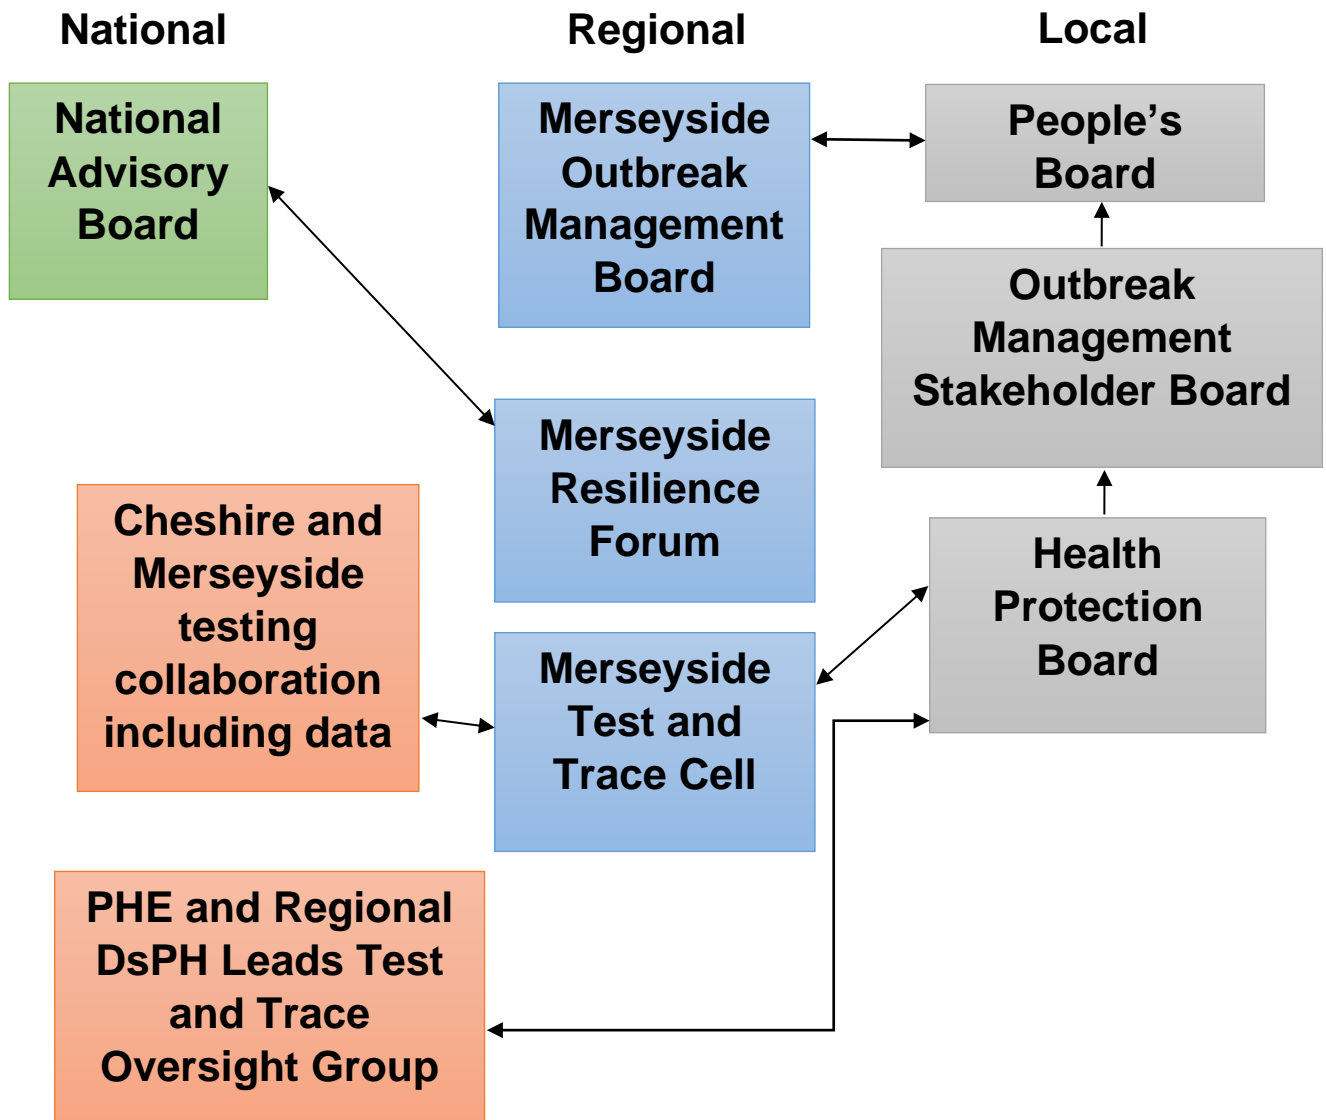 National
Regional
Local
National
Advisory
Board
Merseyside
Outbreak
Management
Board
People’s
Board
Outbreak
Management
Stakeholder Board
Merseyside
Resilience
Forum
Cheshire and
Merseyside
testing
collaboration
including data
Health
Protection
Board
Merseyside
Test and
Trace Cell
PHE and Regional
DsPH Leads Test
and Trace
Oversight Group